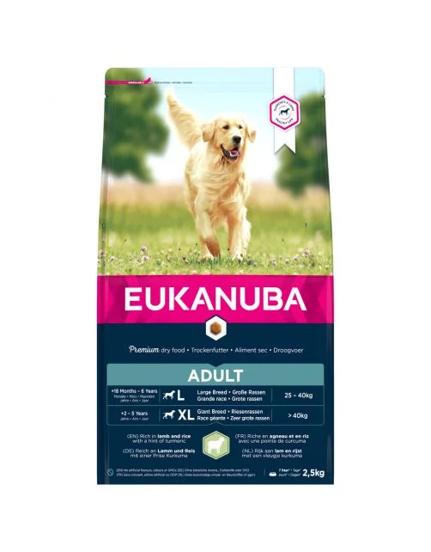 EUKANUBA
Premium dry food • Trockenfutter • Aliment sec • Droogvoer
ADULT
L
Large Breed • Große Rassen
Grande race • Grote rassen
25 - 40kg
XL
Giant Breed • Riesenrassen
Race géante • Zeer grote rassen
> 40kg
(EN) Rich in lamb and rice
with a hint of turmeric
(DE) Reich an Lamm und Reis
mit einer Prise Kurkuma
(FR) Riche en agneau et en riz
avec une pointe de curcuma
(NL) Rijk aan lam en rijst
met een vleugje kurkuma
2,5kg